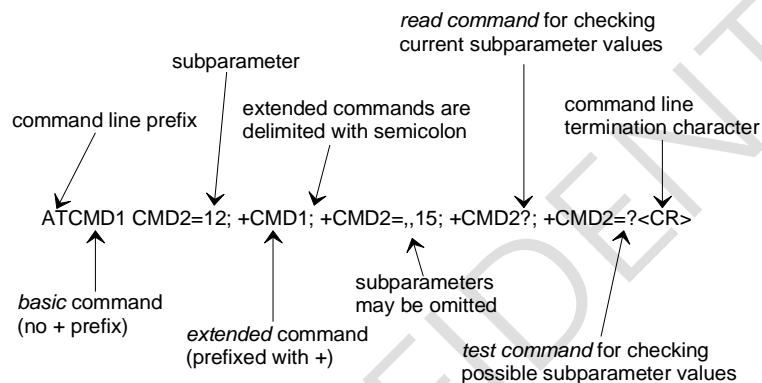 read command for checking
current subparameter values
subparameter
extended commands are
delimited with semicolon
command line
termination character
command line prefix
ATCMD1 CMD2=12; +CMD1; +CMD2=,,15; +CMD2?; +CMD2=?<CR>
basic command
(no + prefix)
extended command
(prefixed with +)
subparameters
may be omitted
test command for checking
possible subparameter values
IDENT